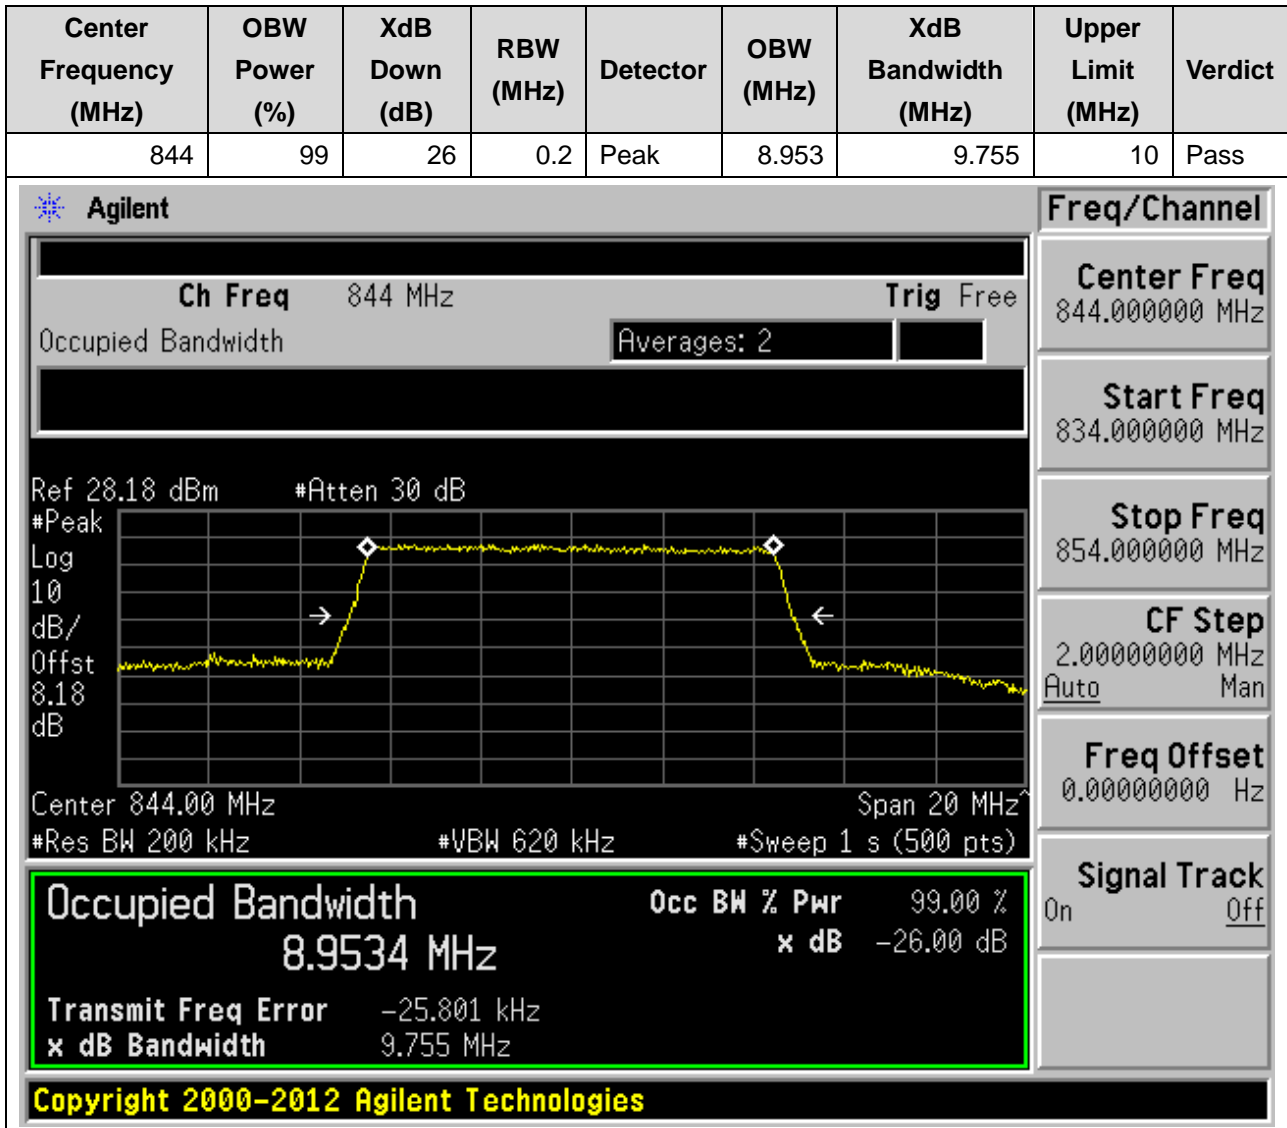 Center Frequency (MHz) OBW Power (%) XdB Down (dB) RBW (MHz) Detector OBW (MHz) XdB Bandwidth (MHz) Upper Limit (MHz) Verdict
844 99 26 0.2 Peak 8.953 9.755 10 Pass
Agilent
Freq/Channel
Ch Freq 844 MHz Trig Free
Occupied Bandwidth Averages: 2
Center Freq
844.000000 MHz
Start Freq
834.000000 MHz
Stop Freq
854.000000 MHz
CF Step
2.00000000 MHz
Auto Man
Freq Offset
0.00000000 Hz
Signal Track
On Off
Ref 28.18 dBm #Atten 30 dB
#Peak
Log
10
dB/
Offst
8.18
dB
Center 844.00 MHz Span 20 MHz^
#Res BW 200 kHz #VBW 620 kHz #Sweep 1 s (500 pts)
Occupied Bandwidth Occ BW % Pwr 99.00 %
8.9534 MHz x dB -26.00 dB
Transmit Freq Error -25.801 kHz
x dB Bandwidth 9.755 MHz
Copyright 2000-2012 Agilent Technologies